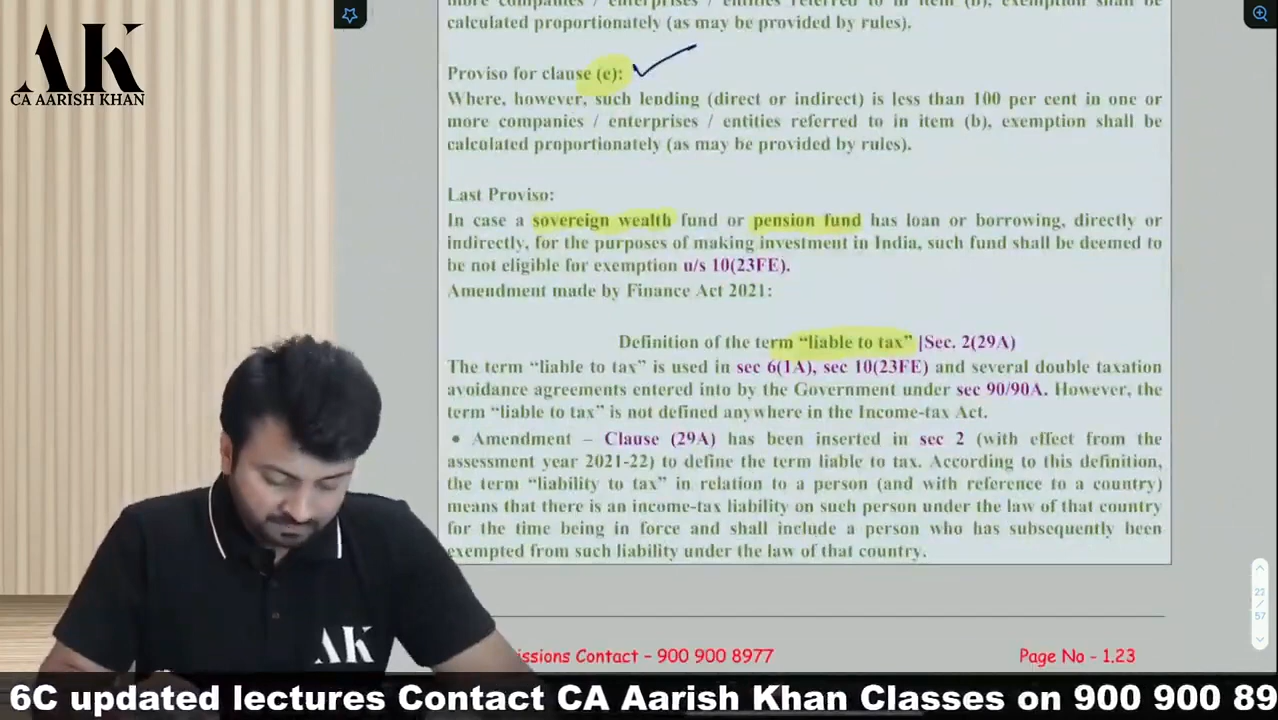 more companies / enterprises / entities referred to in item (b), exemption shall be
calculated proportionately (as may be provided by rules).
Proviso for clause (e):
Where, however, such lending (direct or indirect) is less than 100 per cent in one or
more companies / enterprises / entities referred to in item (b), exemption shall be
calculated proportionately (as may be provided by rules).
Last Proviso:
In case a sovereign wealth fund or pension fund has loan or borrowing, directly or
indirectly, for the purposes of making investment in India, such fund shall be deemed to
be not eligible for exemption u/s 10(23FE).
Amendment made by Finance Act 2021:
Definition of the term “liable to tax” [Sec. 2(29A)
The term “liable to tax” is used in sec 6(1A), sec 10(23FE) and several double taxation
avoidance agreements entered into by the Government under sec 90/90A. However, the
term “liable to tax” is not defined anywhere in the Income-tax Act.
• Amendment – Clause (29A) has been inserted in sec 2 (with effect from the
assessment year 2021-22) to define the term liable to tax. According to this definition,
the term “liability to tax” in relation to a person (and with reference to a country)
means that there is an income-tax liability on such person under the law of that country
for the time being in force and shall include a person who has subsequently been
exempted from such liability under the law of that country.
AK
CA AARISH KHAN
AK
22
/
57
Contact – 900 900 8977
Page No - 1.23
6C updated lectures Contact CA Aarish Khan Classes on 900 900 89